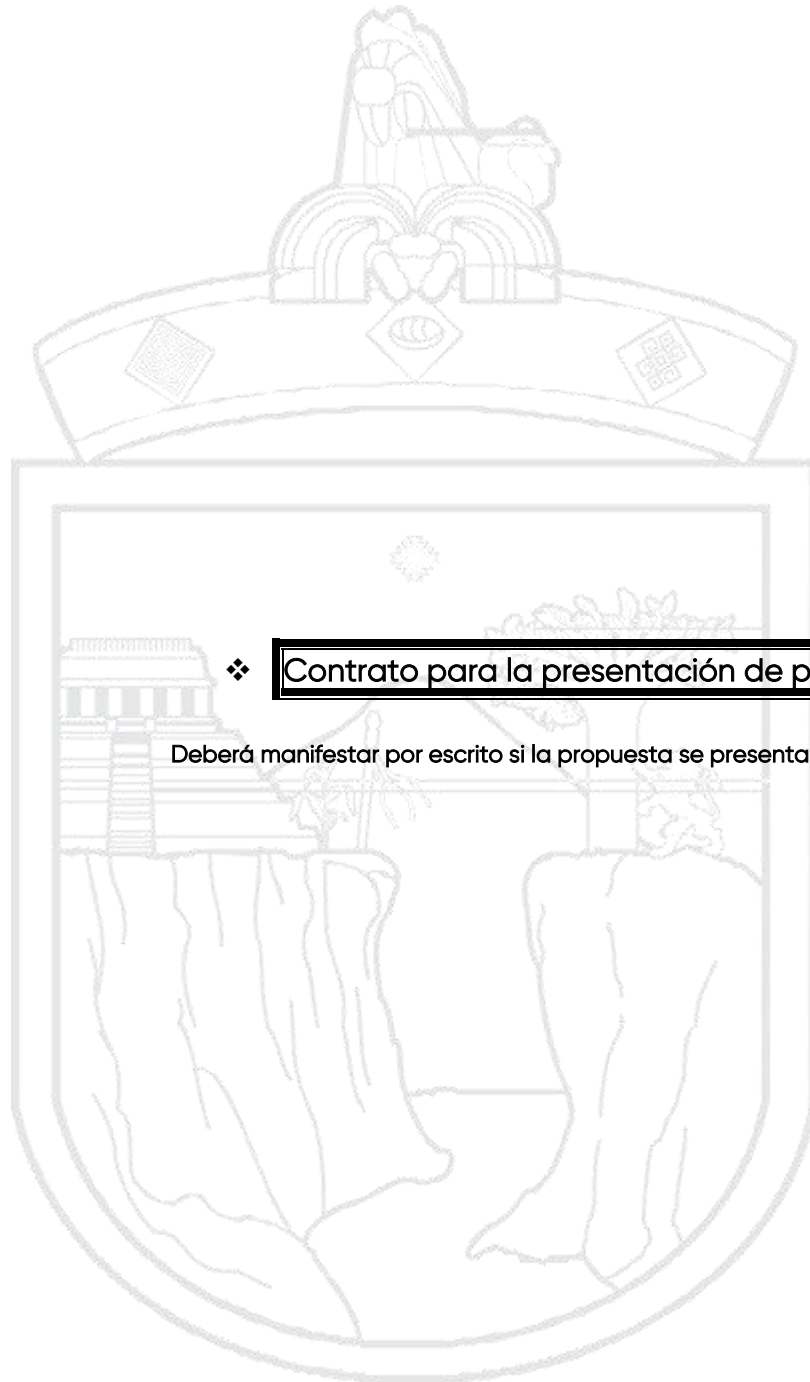 ❖ Contrato para la presentación de p
Deberá manifestar por escrito si la propuesta se presenta